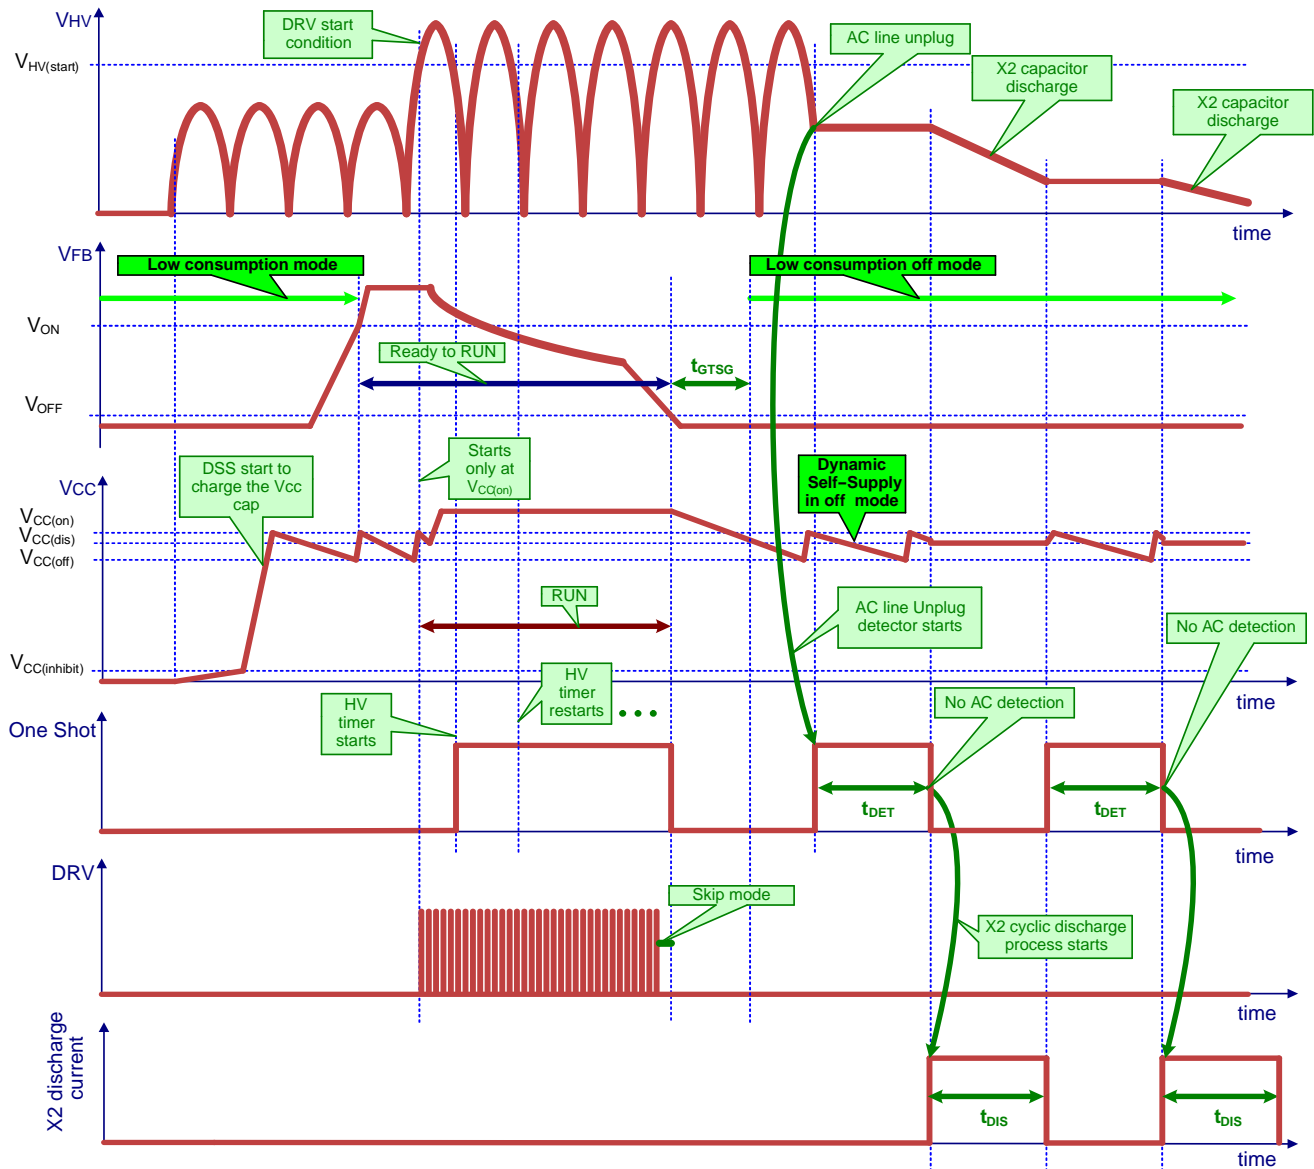 VHV
DRV start
condition
AC line unplug
VHV(start)
X2 capacitor
discharge
X2 capacitor
discharge
time
VFB
Low consumption mode
Low consumption off mode
VON
Ready to RUN
tGTSG
VOFF
Starts
only at
VCC(on)
DSS start to
charge the Vcc
cap
Dynamic
Self-Supply
in off mode
VCC
VCC(on)
VCC(dis)
VCC(off)
RUN
AC line Unplug
detector starts
No AC detection
VCC(inhibit)
time
HV
timer
restarts
HV
timer
starts
No AC detection
One Shot
tDET
tDET
time
DRV
Skip mode
X2 cyclic discharge
process starts
time
X2 discharge
current
tDIS
tDIS
time